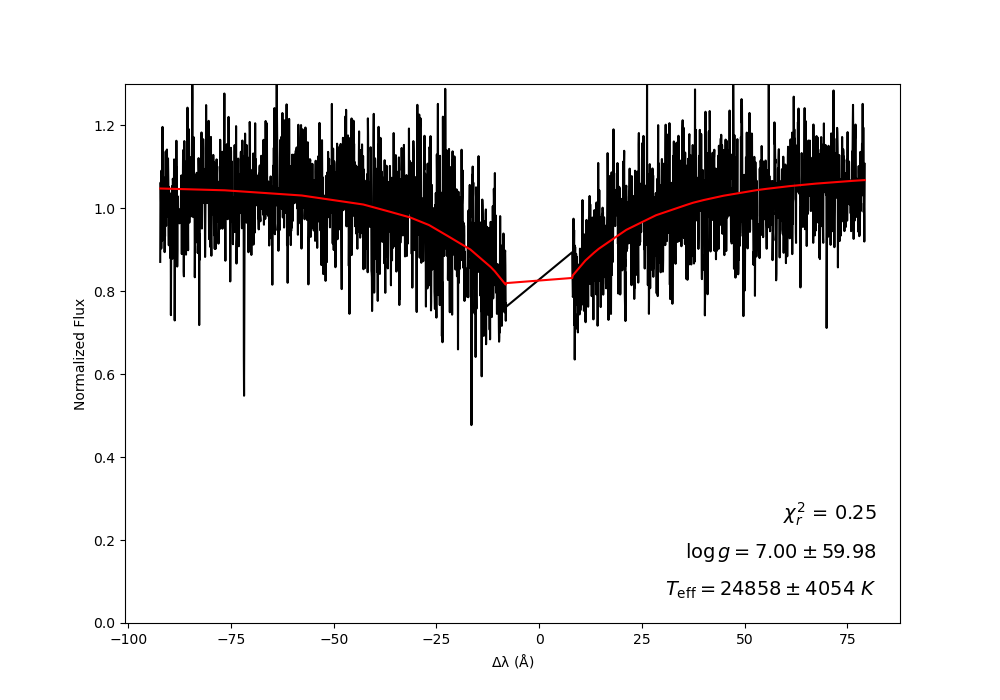 1.2
1.0
0.8
0.6
0.4
0.2
0.0
Normalized Flux
χ²ᵣ = 0.25
log g = 7.00 ± 59.98
T_eff = 24858 ± 4054 K
−100 −75 −50 −25 0 25 50 75
Δλ (Å)